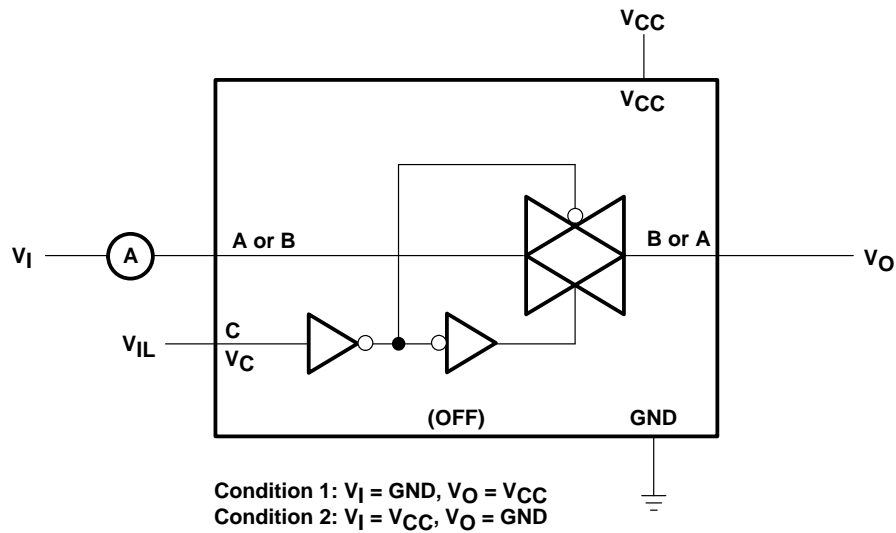 VCC
VCC
VI
A
A or B
B or A
VO
VIL
C
VC
(OFF)
GND
Condition 1: VI = GND, VO = VCC
Condition 2: VI = VCC, VO = GND